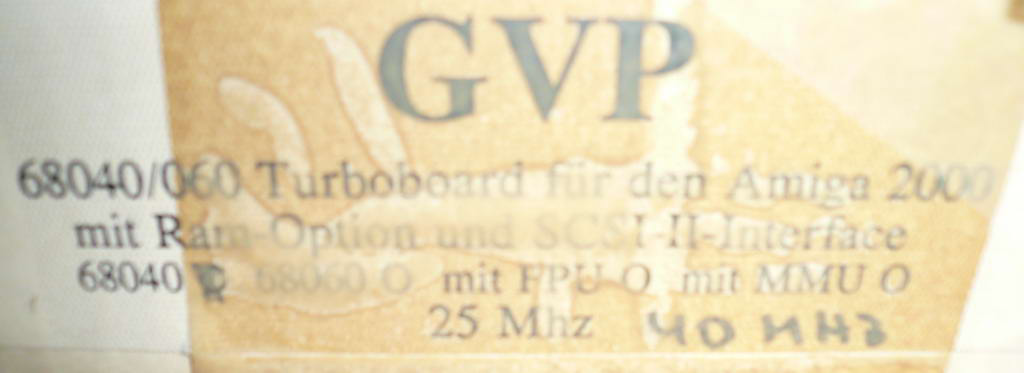 GVP
68040/060 Turboboard für den Amiga 2000
mit Ram-Option und SCSI-II-Interface
68040 O 68060 O mit FPU O mit MMU O
25 Mhz 40 MHz